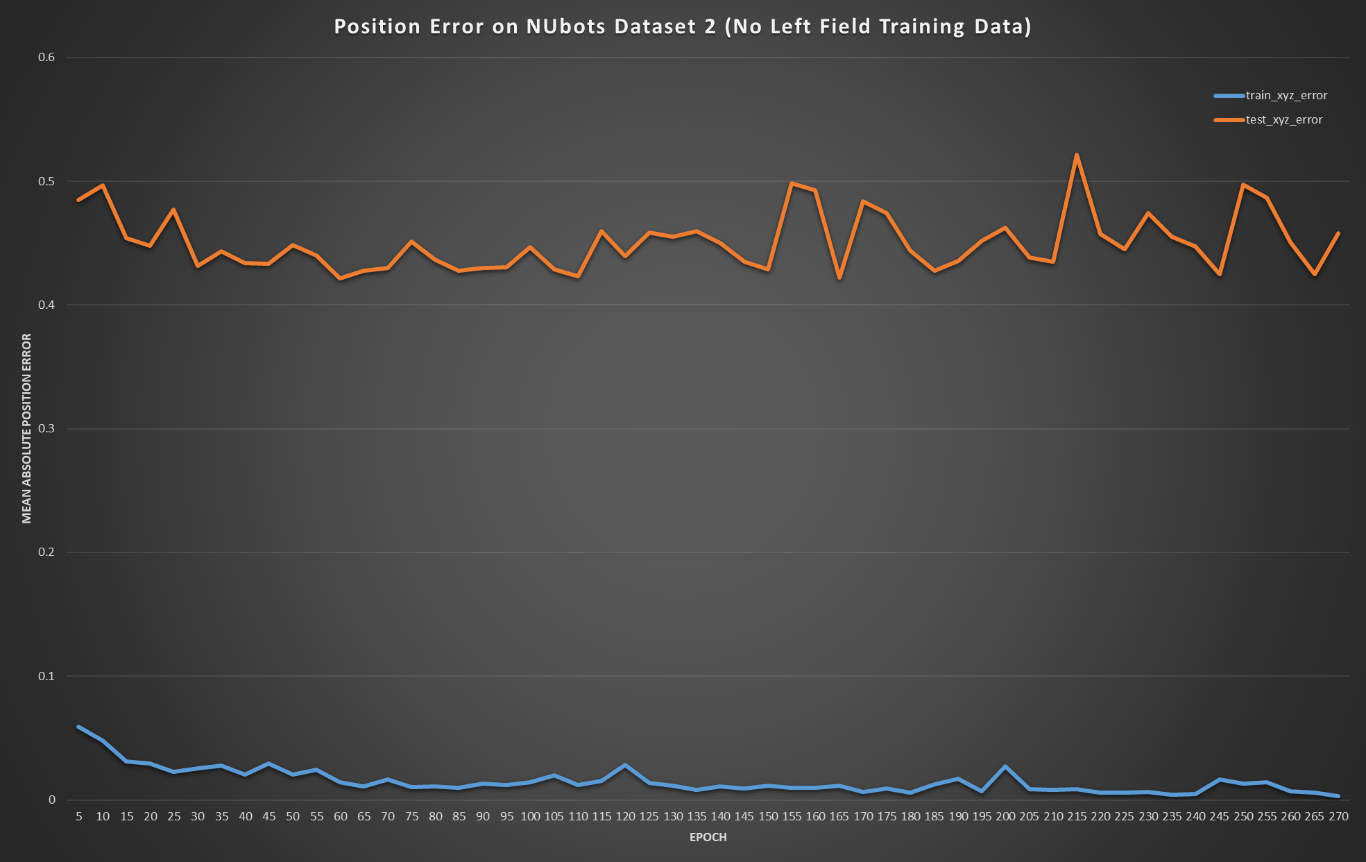 Position Error on NUbots Dataset 2 (No Left Field Training Data)
0.6
train_xyz_error
test_xyz_error
0.5
0.4
MEAN ABSOLUTE POSITION ERROR
0.3
0.2
0.1
0
5 10 15 20 25 30 35 40 45 50 55 60 65 70 75 80 85 90 95 100 105 110 115 120 125 130 135 140 145 150 155 160 165 170 175 180 185 190 195 200 205 210 215 220 225 230 235 240 245 250 255 260 265 270
EPOCH